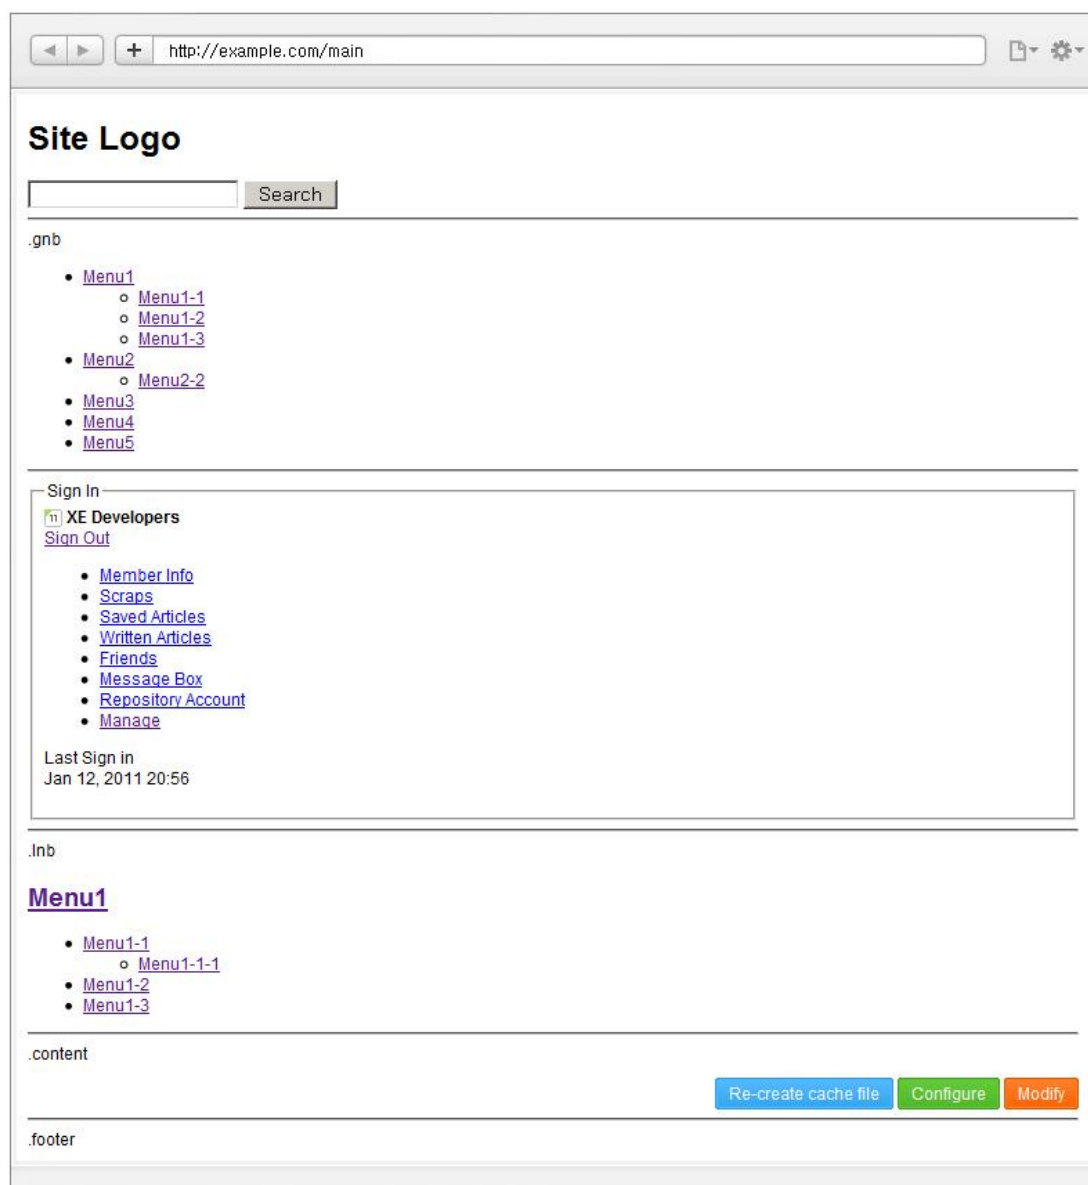 http://example.com/main
Site Logo
Search
.gnb
Menu1
Menu1-1
Menu1-2
Menu1-3
Menu2
Menu2-2
Menu3
Menu4
Menu5
Sign In
11 XE Developers
Sign Out
Member Info
Scraps
Saved Articles
Written Articles
Friends
Message Box
Repository Account
Manage
Last Sign in
Jan 12, 2011 20:56
.lnb
Menu1
Menu1-1
Menu1-1-1
Menu1-2
Menu1-3
.content
Re-create cache file Configure Modify
.footer